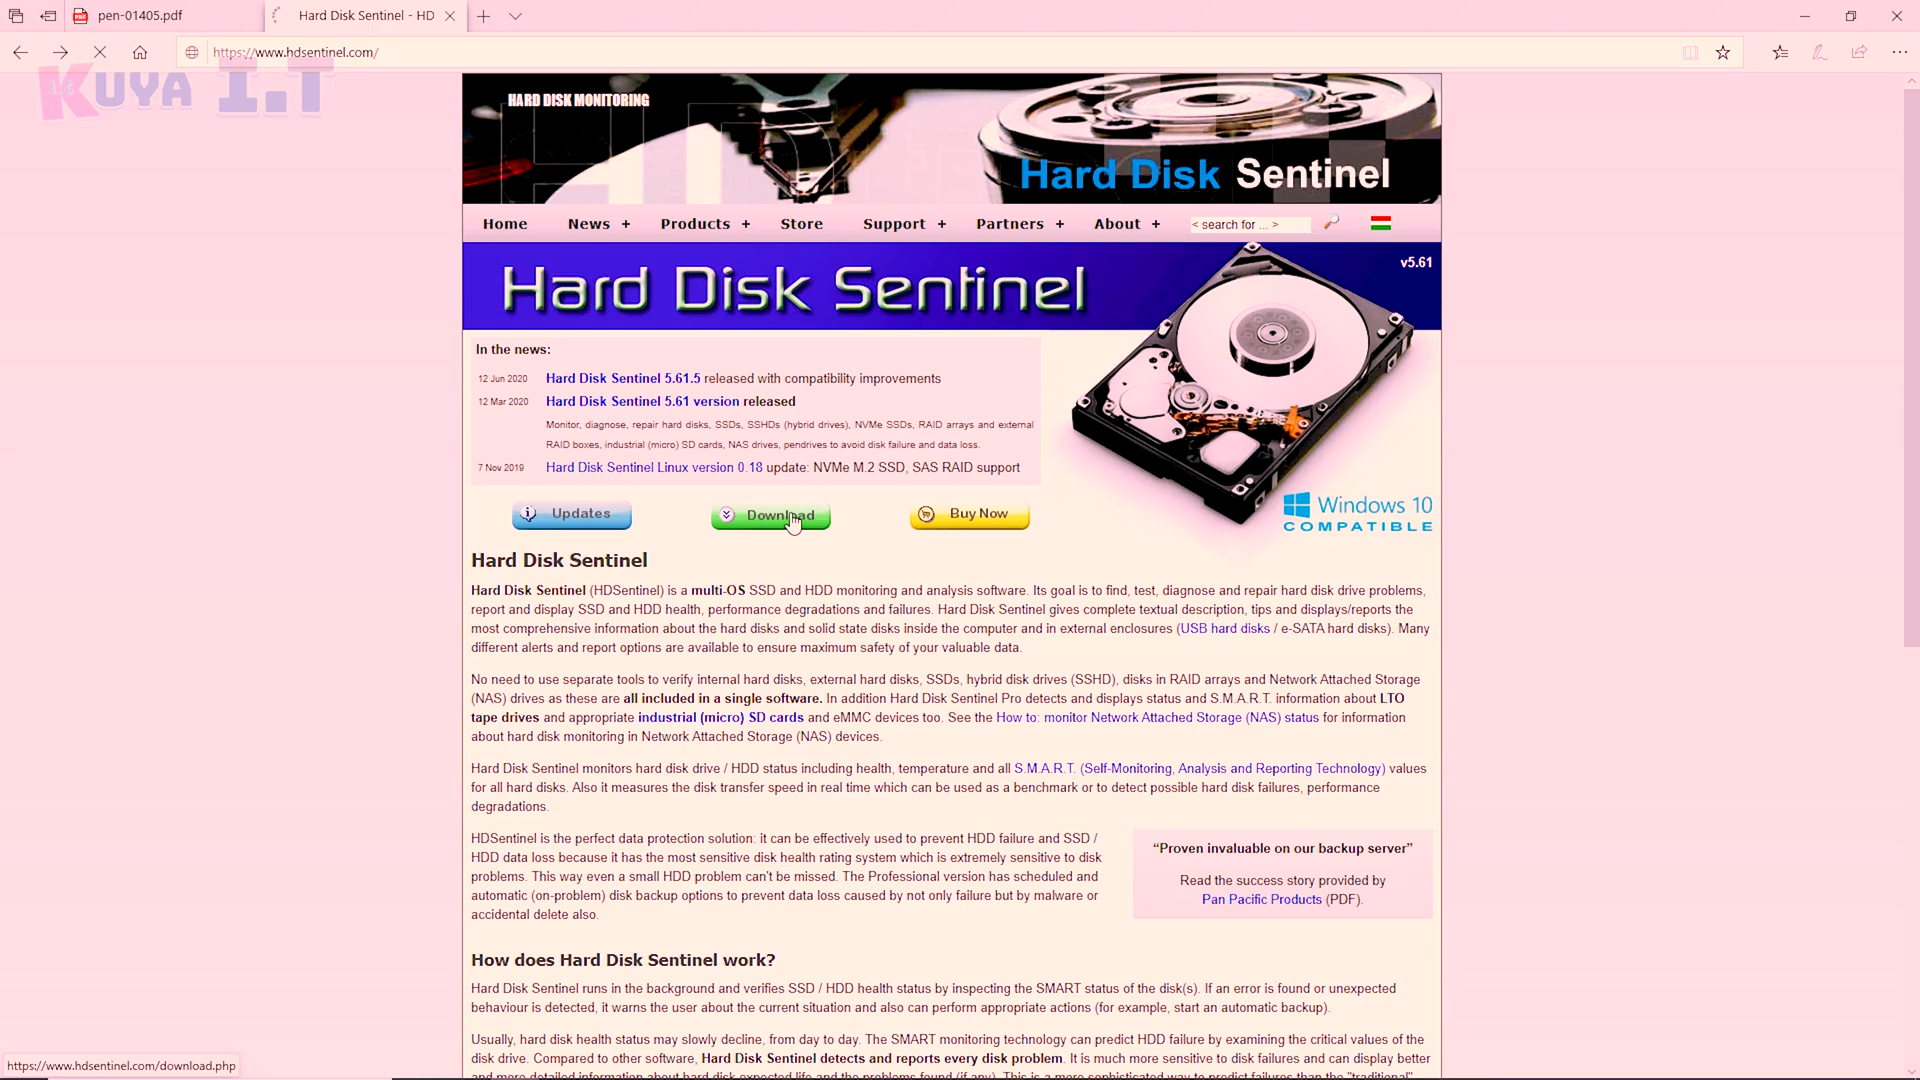 pen-01405.pdf
Hard Disk Sentinel - HD
https://www.hdsentinel.com/
KUYA I.T
HARD DISK MONITORING
Hard Disk Sentinel
Home News + Products + Store Support + Partners + About + < search for ... >
Hard Disk Sentinel
v5.61
In the news:
12 Jun 2020 Hard Disk Sentinel 5.61.5 released with compatibility improvements
12 Mar 2020 Hard Disk Sentinel 5.61 version released
Monitor, diagnose, repair hard disks, SSDs, SSHDs (hybrid drives), NVMe SSDs, RAID arrays and external
RAID boxes, industrial (micro) SD cards, NAS drives, pendrives to avoid disk failure and data loss.
7 Nov 2019 Hard Disk Sentinel Linux version 0.18 update: NVMe M.2 SSD, SAS RAID support
Windows 10
COMPATIBLE
Updates Download Buy Now
Hard Disk Sentinel
Hard Disk Sentinel (HDSentinel) is a multi-OS SSD and HDD monitoring and analysis software. Its goal is to find, test, diagnose and repair hard disk drive problems,
report and display SSD and HDD health, performance degradations and failures. Hard Disk Sentinel gives complete textual description, tips and displays/reports the
most comprehensive information about the hard disks and solid state disks inside the computer and in external enclosures (USB hard disks / e-SATA hard disks). Many
different alerts and report options are available to ensure maximum safety of your valuable data.
No need to use separate tools to verify internal hard disks, external hard disks, SSDs, hybrid disk drives (SSHD), disks in RAID arrays and Network Attached Storage
(NAS) drives as these are all included in a single software. In addition Hard Disk Sentinel Pro detects and displays status and S.M.A.R.T. information about LTO
tape drives and appropriate industrial (micro) SD cards and eMMC devices too. See the How to: monitor Network Attached Storage (NAS) status for information
about hard disk monitoring in Network Attached Storage (NAS) devices.
Hard Disk Sentinel monitors hard disk drive / HDD status including health, temperature and all S.M.A.R.T. (Self-Monitoring, Analysis and Reporting Technology) values
for all hard disks. Also it measures the disk transfer speed in real time which can be used as a benchmark or to detect possible hard disk failures, performance
degradations.
HDSentinel is the perfect data protection solution: it can be effectively used to prevent HDD failure and SSD /
HDD data loss because it has the most sensitive disk health rating system which is extremely sensitive to disk
problems. This way even a small HDD problem can't be missed. The Professional version has scheduled and
automatic (on-problem) disk backup options to prevent data loss caused by not only failure but by malware or
accidental delete also.
“Proven invaluable on our backup server”
Read the success story provided by
Pan Pacific Products (PDF).
How does Hard Disk Sentinel work?
Hard Disk Sentinel runs in the background and verifies SSD / HDD health status by inspecting the SMART status of the disk(s). If an error is found or unexpected
behaviour is detected, it warns the user about the current situation and also can perform appropriate actions (for example, start an automatic backup).
Usually, hard disk health status may slowly decline, from day to day. The SMART monitoring technology can predict HDD failure by examining the critical values of the
disk drive. Compared to other software, Hard Disk Sentinel detects and reports every disk problem. It is much more sensitive to disk failures and can display better
and more detailed information about hard disk expected life and the problems found (if any). This is a more sophisticated way to predict failures than the "traditional"
https://www.hdsentinel.com/download.php